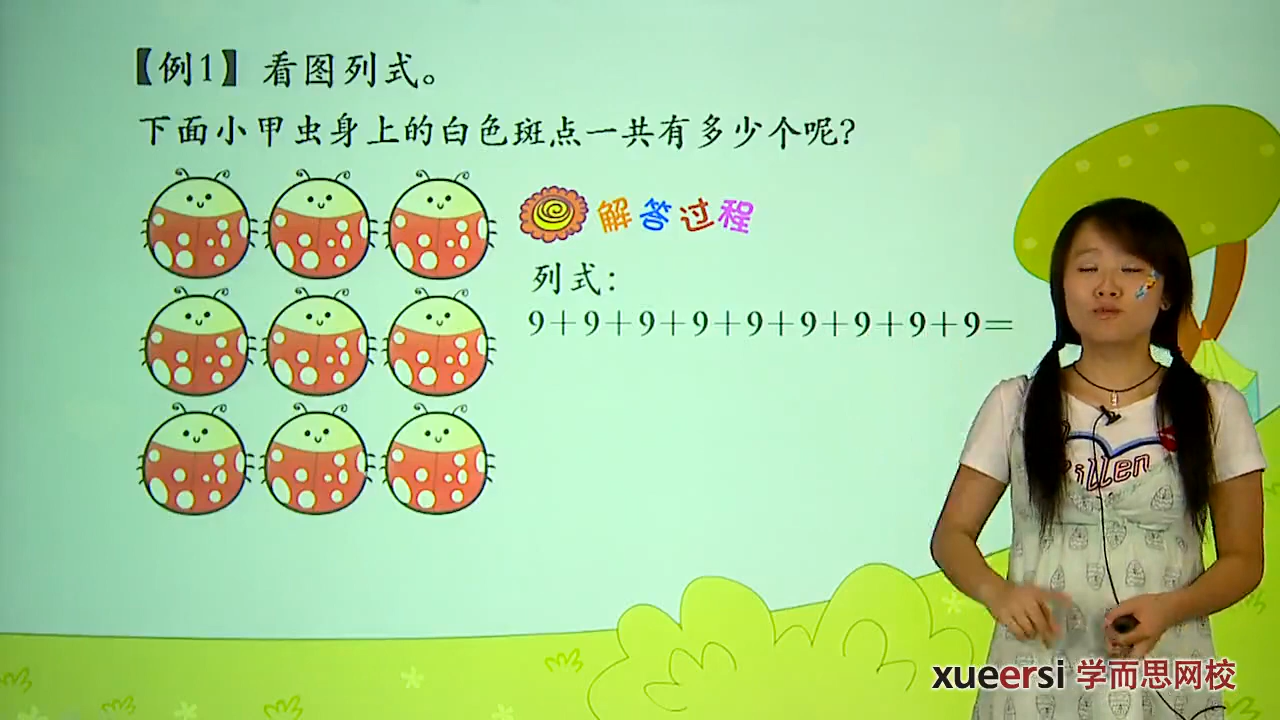 【例1】看图列式。
下面小甲虫身上的白色斑点一共有多少个呢?
解答过程
列式:
9+9+9+9+9+9+9+9+9=
xueersi 学而思网校